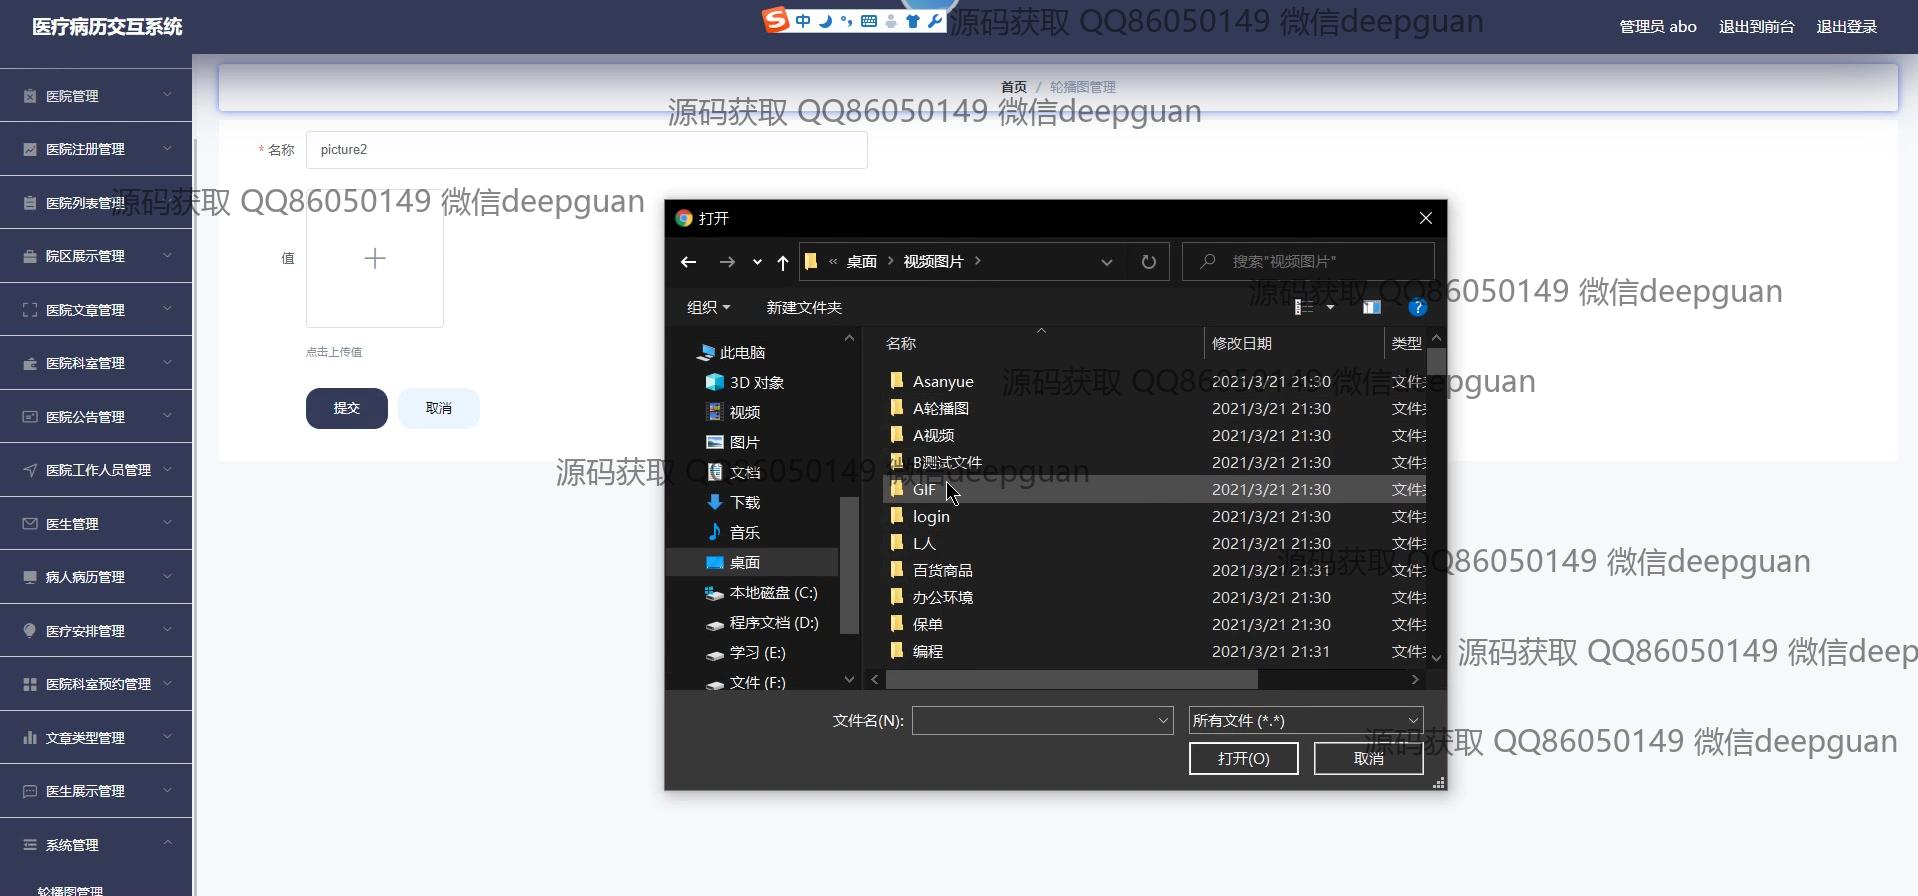 医疗病历交互系统
中
源码获取 QQ86050149 微信deepguan
管理员 abo
退出到前台
退出登录
首页 / 轮播图管理
源码获取 QQ86050149 微信deepguan
医院管理
医院注册管理
医院列表管理
院区展示管理
医院文章管理
医院科室管理
医院公告管理
医院工作人员管理
医生管理
病人病历管理
医疗安排管理
医院科室预约管理
文章类型管理
医生展示管理
系统管理
轮播图管理
* 名称
picture2
源码获取 QQ86050149 微信deepguan
值
点击上传值
提交
取消
打开
« 桌面 > 视频图片 >
搜索"视频图片"
源码获取 QQ86050149 微信deepguan
组织
新建文件夹
?
此电脑
3D 对象
视频
图片
文档
下载
音乐
桌面
本地磁盘 (C:)
程序文档 (D:)
学习 (E:)
文件 (F:)
名称 修改日期 类型
Asanyue 2021/3/21 21:30 文件
源码获取 QQ86050149 微信deepguan
A轮播图 2021/3/21 21:30 文件
A视频 2021/3/21 21:30 文件
B测试文件 2021/3/21 21:30 文件
源码获取 QQ86050149 微信deepguan
GIF 2021/3/21 21:30 文件
login 2021/3/21 21:30 文件
L人 2021/3/21 21:30 文件
百货商品 2021/3/21 21:31 文件
源码获取 QQ86050149 微信deepguan
办公环境 2021/3/21 21:30 文件
保单 2021/3/21 21:30 文件
编程 2021/3/21 21:31 文件
源码获取 QQ86050149 微信deep
文件名(N):
所有文件 (*.*)
源码获取 QQ86050149 微信deepguan
打开(O)
取消